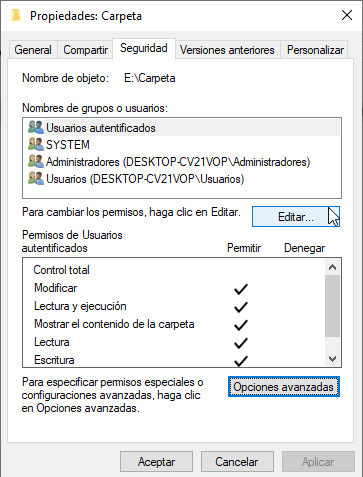 Propiedades: Carpeta
General Compartir Seguridad Versiones anteriores Personalizar
Nombre de objeto: E:\Carpeta
Nombres de grupos o usuarios:
Usuarios autentificados
SYSTEM
Administradores (DESKTOP-CV21VOP\Administradores)
Usuarios (DESKTOP-CV21VOP\Usuarios)
Para cambiar los permisos, haga clic en Editar. Editar...
Permisos de Usuarios
autentificados Permitir Denegar
Control total
Modificar
Lectura y ejecución
Mostrar el contenido de la carpeta
Lectura
Escritura
Para especificar permisos especiales o
configuraciones avanzadas, haga clic
en Opciones avanzadas.
Opciones avanzadas
Aceptar Cancelar Aplicar